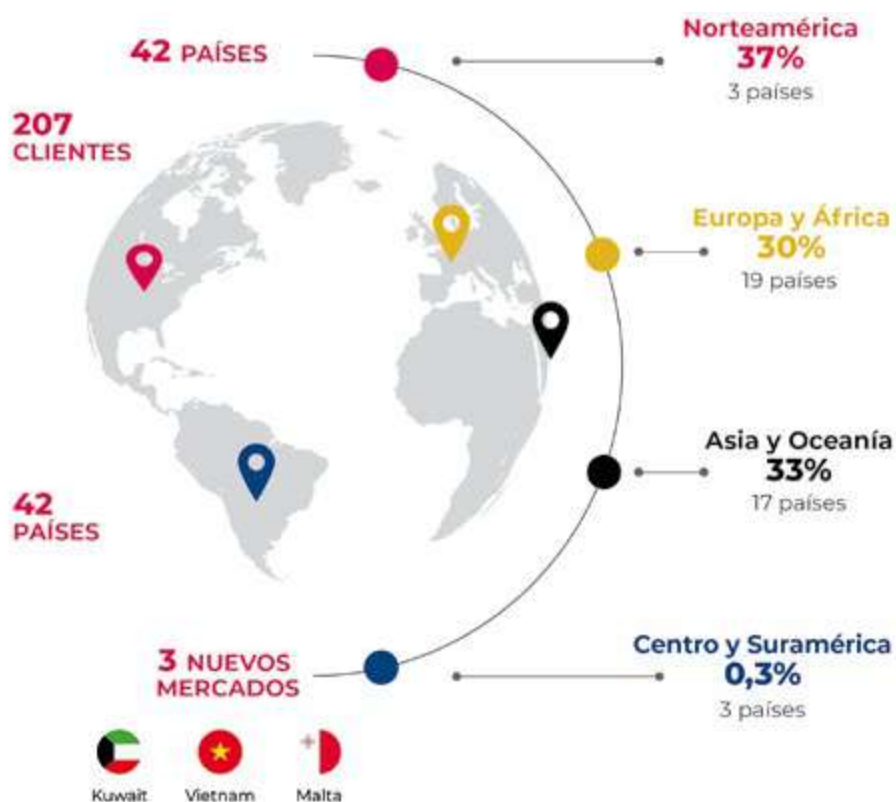 42 PAÍSES
Norteamérica
37%
3 países
207
CLIENTES
Europa y África
30%
19 países
Asia y Oceanía
33%
17 países
42
PAÍSES
3 NUEVOS
MERCADOS
Centro y Suramérica
0,3%
3 países
Kuwait Vietnam Malta